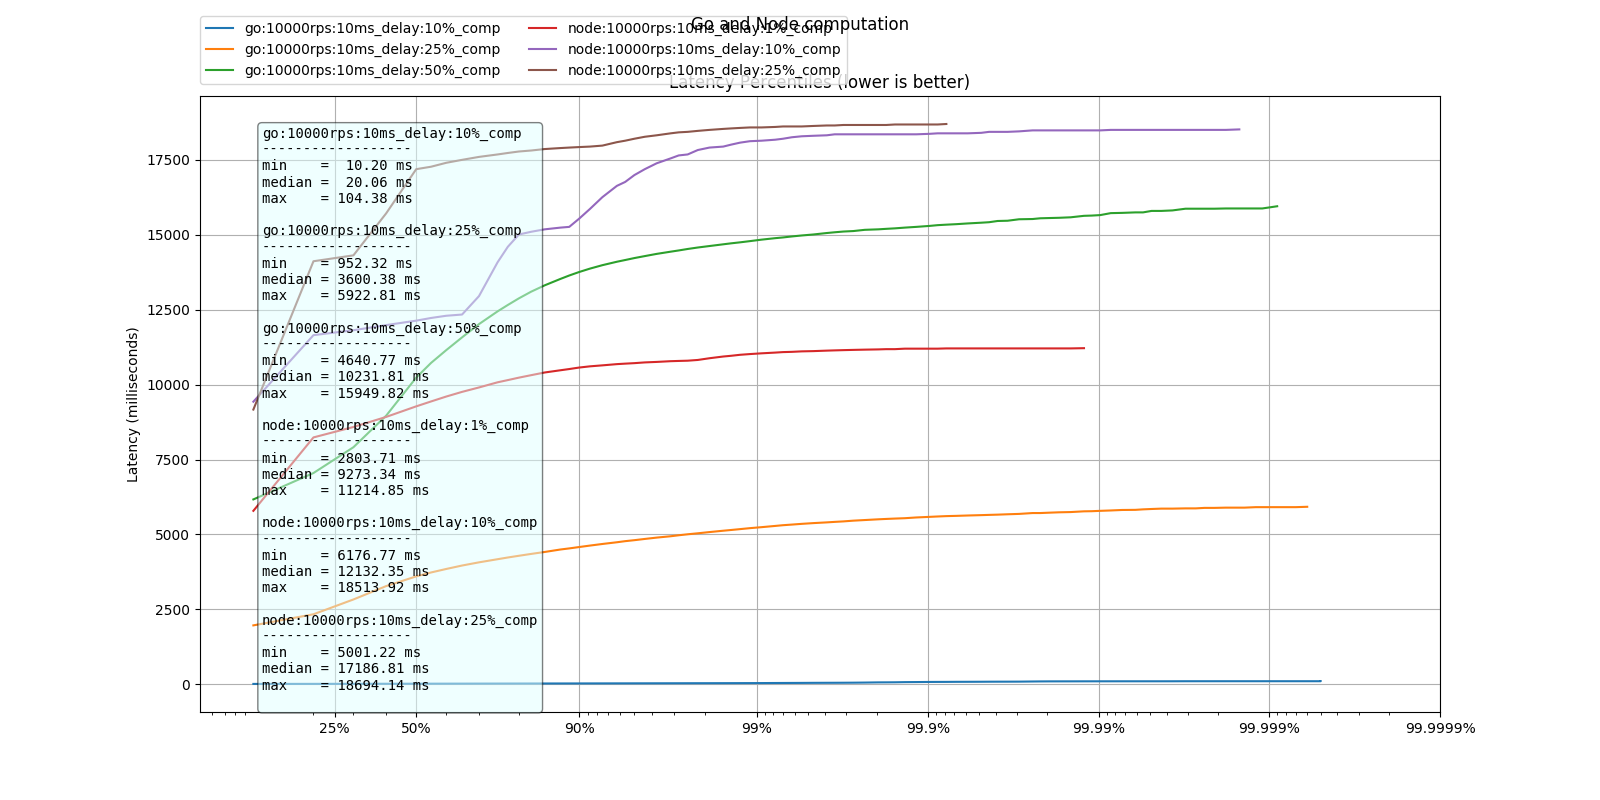 Go and Node computation
go:10000rps:10ms_delay:10%_comp
go:10000rps:10ms_delay:25%_comp
go:10000rps:10ms_delay:50%_comp
node:10000rps:10ms_delay:1%_comp
node:10000rps:10ms_delay:10%_comp
node:10000rps:10ms_delay:25%_comp
Latency Percentiles (lower is better)
Latency (milliseconds)
17500
15000
12500
10000
7500
5000
2500
0
go:10000rps:10ms_delay:10%_comp
------------------
min    =  10.20 ms
median =  20.06 ms
max    = 104.38 ms
go:10000rps:10ms_delay:25%_comp
------------------
min    = 952.32 ms
median = 3600.38 ms
max    = 5922.81 ms
go:10000rps:10ms_delay:50%_comp
------------------
min    = 4640.77 ms
median = 10231.81 ms
max    = 15949.82 ms
node:10000rps:10ms_delay:1%_comp
------------------
min    = 2803.71 ms
median = 9273.34 ms
max    = 11214.85 ms
node:10000rps:10ms_delay:10%_comp
------------------
min    = 6176.77 ms
median = 12132.35 ms
max    = 18513.92 ms
node:10000rps:10ms_delay:25%_comp
------------------
min    = 5001.22 ms
median = 17186.81 ms
max    = 18694.14 ms
25% 50% 90% 99% 99.9% 99.99% 99.999% 99.9999%